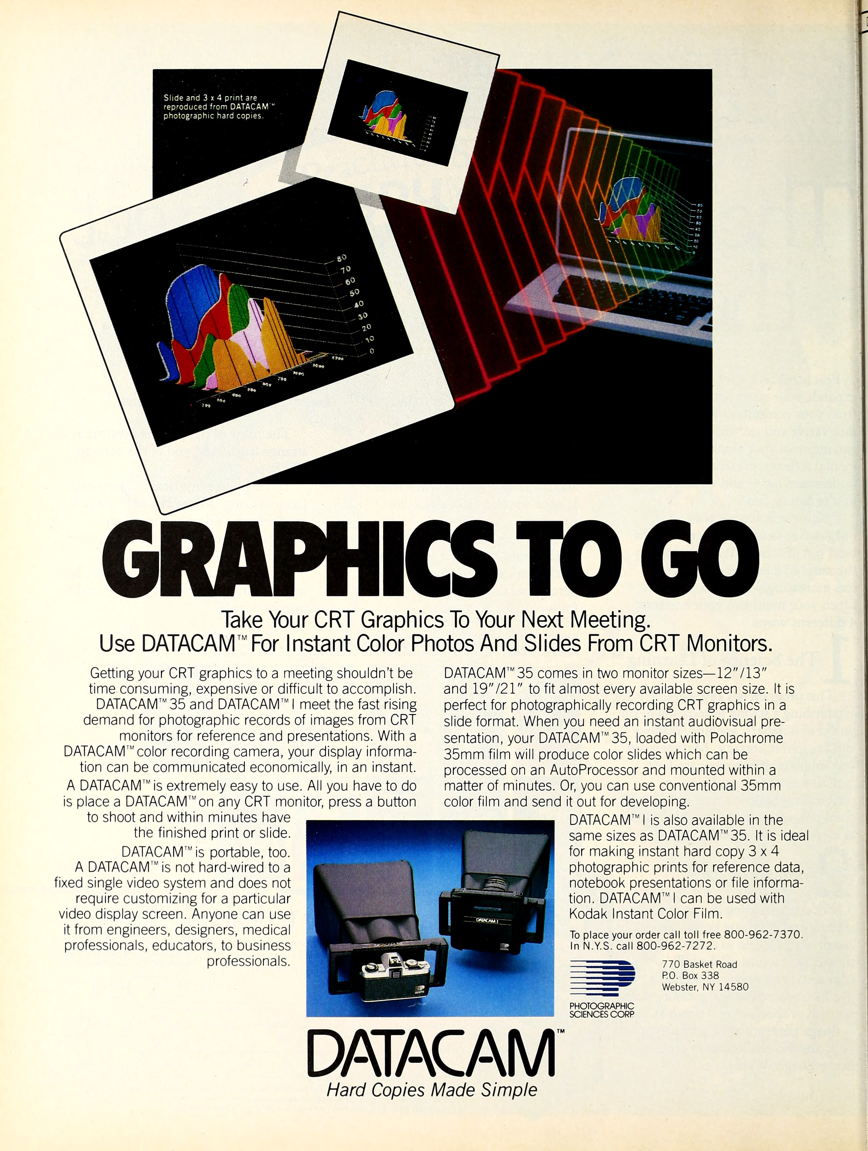 Slide and 3 x 4 print are
reproduced from DATACAM™
photographic hard copies.
80
70
60
50
40
30
20
10
0
GRAPHICS TO GO
Take Your CRT Graphics To Your Next Meeting.
Use DATACAM™ For Instant Color Photos And Slides From CRT Monitors.
Getting your CRT graphics to a meeting shouldn't be
time consuming, expensive or difficult to accomplish.
DATACAM™ 35 and DATACAM™ I meet the fast rising
demand for photographic records of images from CRT
monitors for reference and presentations. With a
DATACAM™ color recording camera, your display informa-
tion can be communicated economically, in an instant.
A DATACAM™ is extremely easy to use. All you have to do
is place a DATACAM™ on any CRT monitor, press a button
to shoot and within minutes have
the finished print or slide.
DATACAM™ is portable, too.
A DATACAM™ is not hard-wired to a
fixed single video system and does not
require customizing for a particular
video display screen. Anyone can use
it from engineers, designers, medical
professionals, educators, to business
professionals.
DATACAM™ 35 comes in two monitor sizes—12"/13"
and 19"/21" to fit almost every available screen size. It is
perfect for photographically recording CRT graphics in a
slide format. When you need an instant audiovisual pre-
sentation, your DATACAM™ 35, loaded with Polachrome
35mm film will produce color slides which can be
processed on an AutoProcessor and mounted within a
matter of minutes. Or, you can use conventional 35mm
color film and send it out for developing.
DATACAM™ I is also available in the
same sizes as DATACAM™ 35. It is ideal
for making instant hard copy 3 x 4
photographic prints for reference data,
notebook presentations or file informa-
tion. DATACAM™ I can be used with
Kodak Instant Color Film.
To place your order call toll free 800-962-7370.
In N.Y.S. call 800-962-7272.
770 Basket Road
P.O. Box 338
Webster, NY 14580
PHOTOGRAPHIC
SCIENCES CORP
DATACAM I
DATACAM™
Hard Copies Made Simple